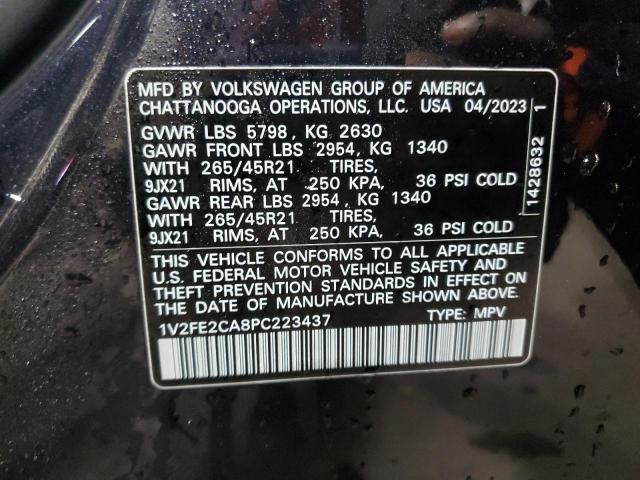 MFD BY VOLKSWAGEN GROUP OF AMERICA
CHATTANOOGA OPERATIONS, LLC. USA 04/2023
GVWR LBS 5798, KG 2630
GAWR FRONT LBS 2954, KG 1340
WITH 265/45R21 TIRES,
9JX21 RIMS, AT 250 KPA, 36 PSI COLD
GAWR REAR LBS 2954, KG 1340
WITH 265/45R21 TIRES,
9JX21 RIMS, AT 250 KPA, 36 PSI COLD
THIS VEHICLE CONFORMS TO ALL APPLICABLE
U.S. FEDERAL MOTOR VEHICLE SAFETY AND
THEFT PREVENTION STANDARDS IN EFFECT ON
THE DATE OF MANUFACTURE SHOWN ABOVE.
1V2FE2CA8PC223437 TYPE: MPV
1428632 1